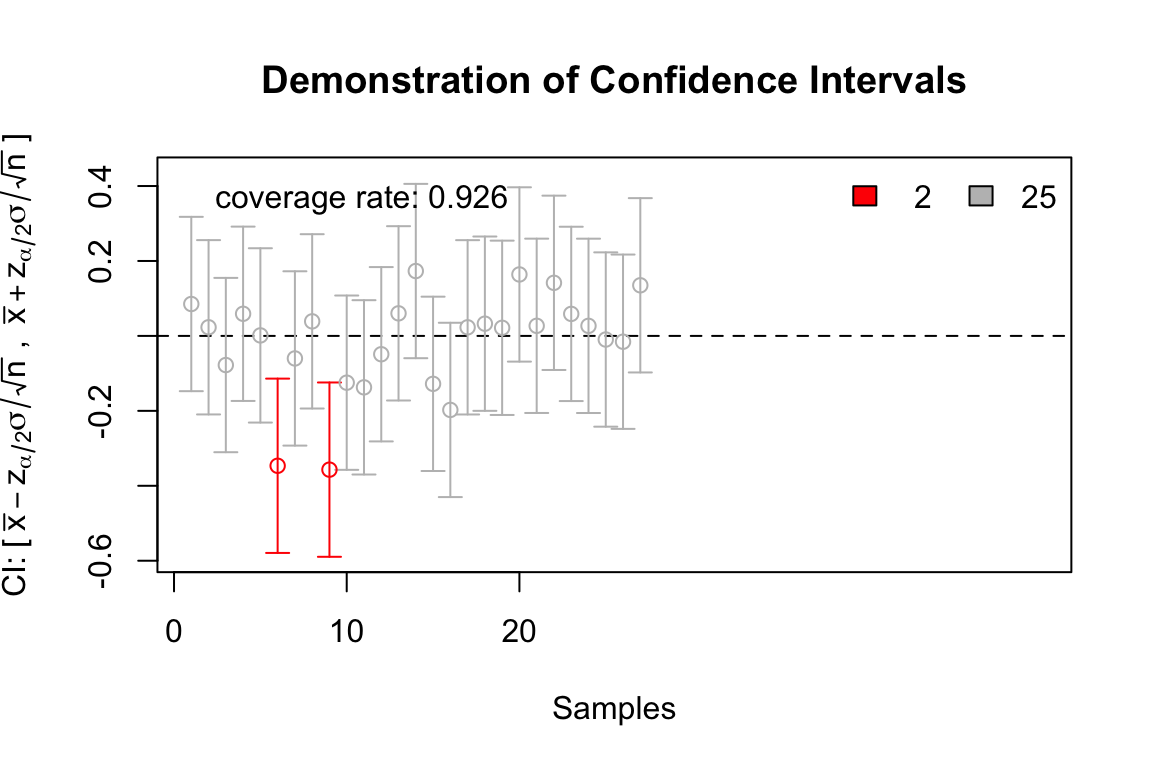 Demonstration of Confidence Intervals
CI: [ x̅ − zα/2σ/√n , x̅ + zα/2σ/√n ]
coverage rate: 0.926
2
25
0.4
0.2
-0.2
-0.6
0 10 20
Samples